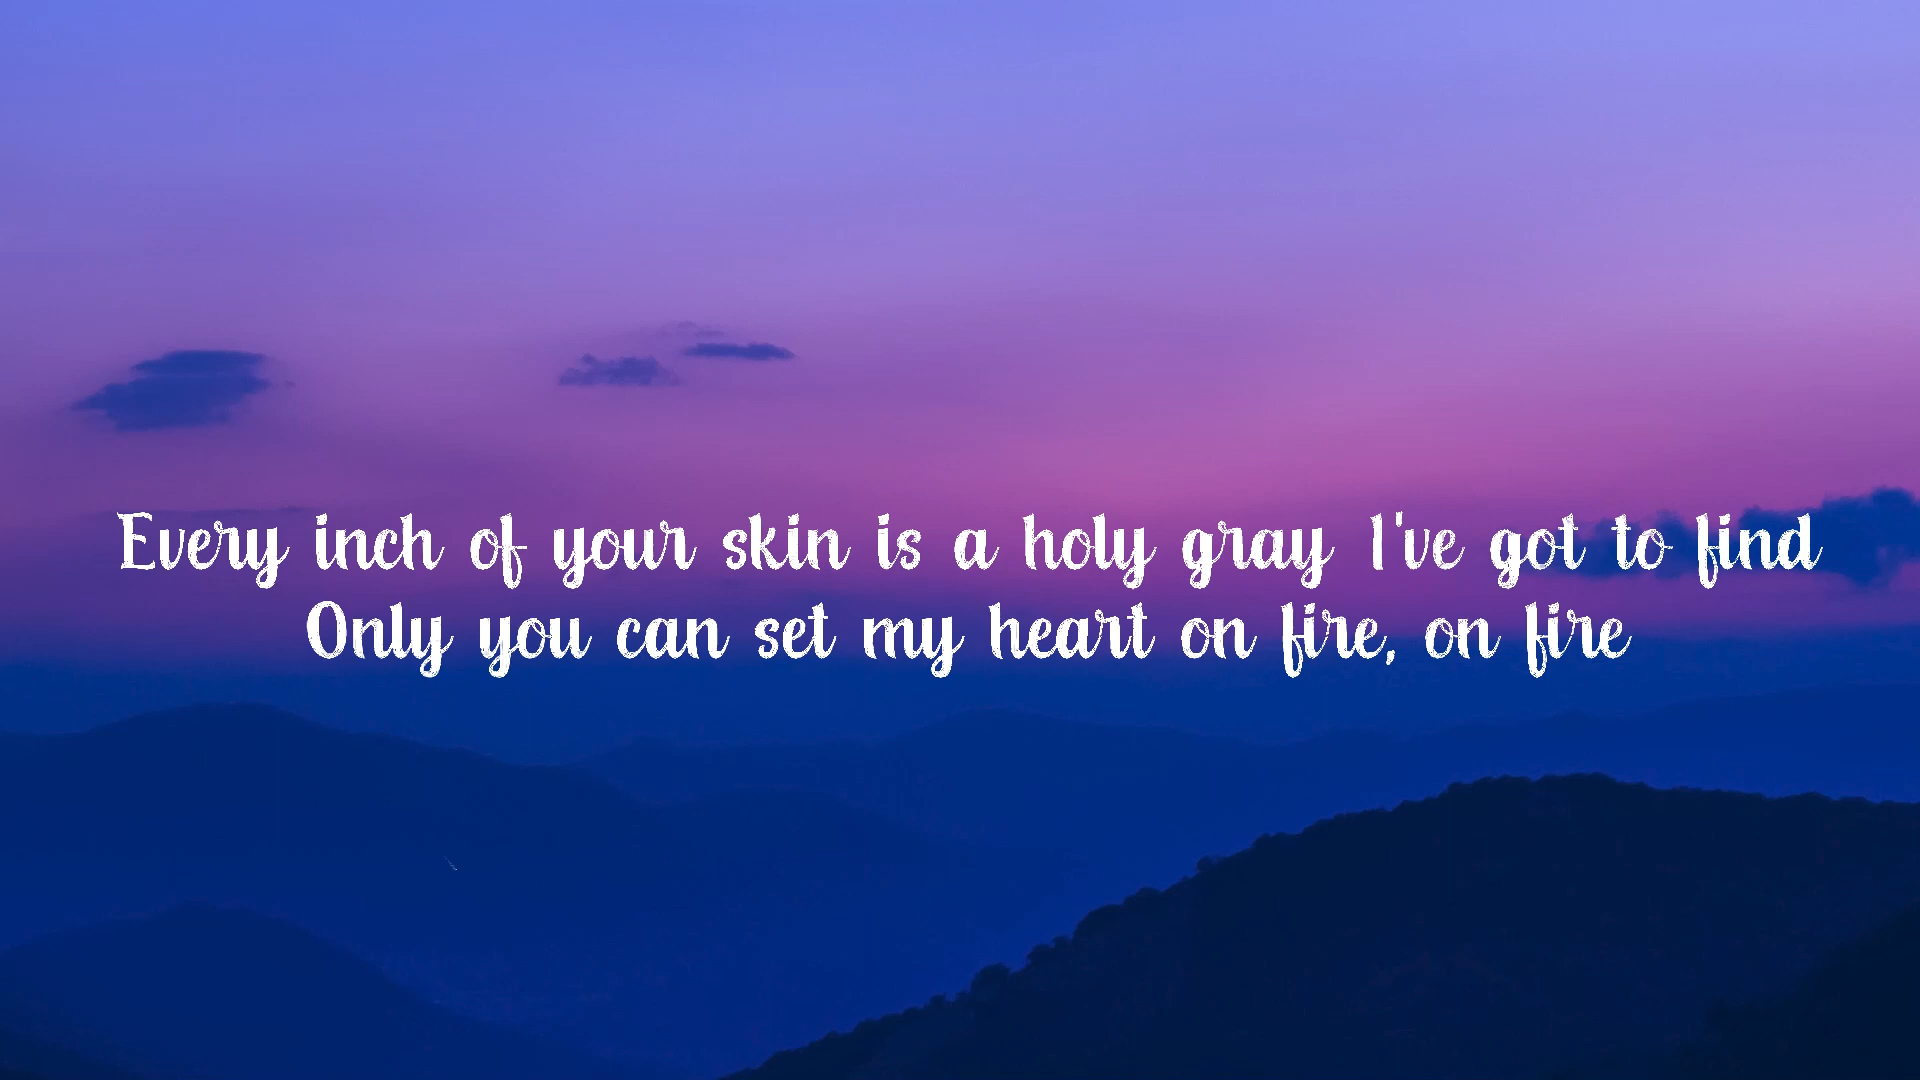 Every inch of your skin is a holy gray I've got to find
Only you can set my heart on fire, on fire